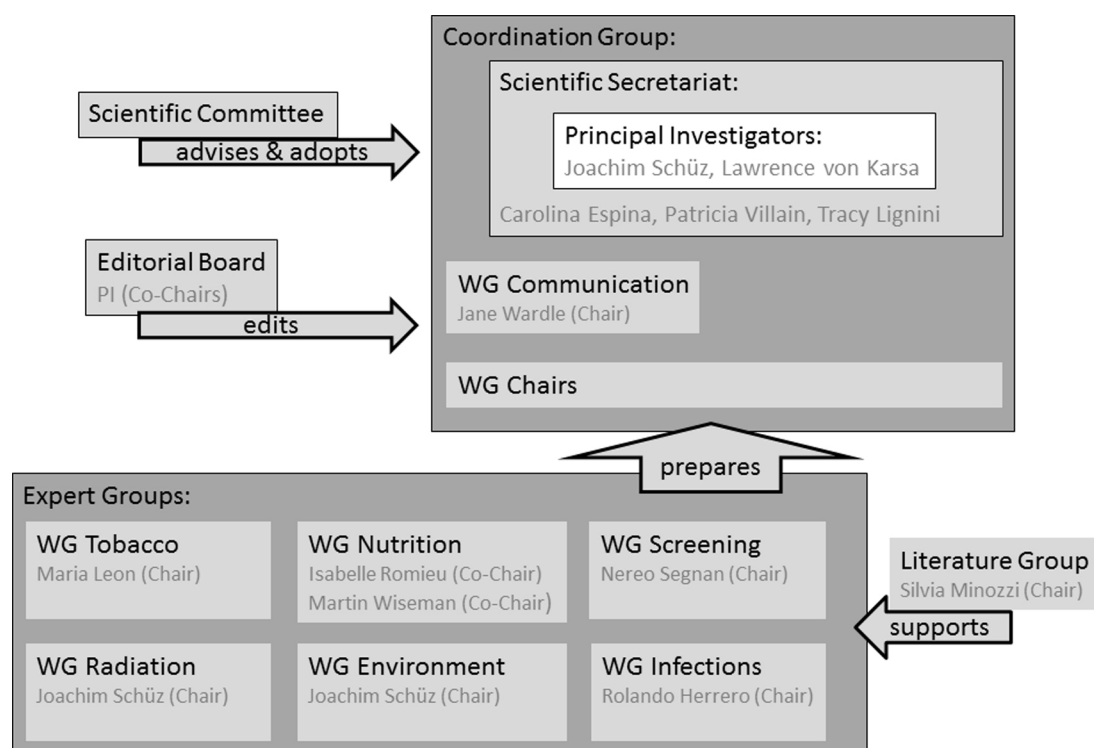 Coordination Group:
Scientific Secretariat:
Principal Investigators:
Joachim Schüz, Lawrence von Karsa
Carolina Espina, Patricia Villain, Tracy Lignini
Scientific Committee
advises & adopts
Editorial Board
PI (Co-Chairs)
edits
WG Communication
Jane Wardle (Chair)
WG Chairs
prepares
Expert Groups:
WG Tobacco
Maria Leon (Chair)
WG Nutrition
Isabelle Romieu (Co-Chair)
Martin Wiseman (Co-Chair)
WG Screening
Nereo Segnan (Chair)
Literature Group
Silvia Minozzi (Chair)
supports
WG Radiation
Joachim Schüz (Chair)
WG Environment
Joachim Schüz (Chair)
WG Infections
Rolando Herrero (Chair)